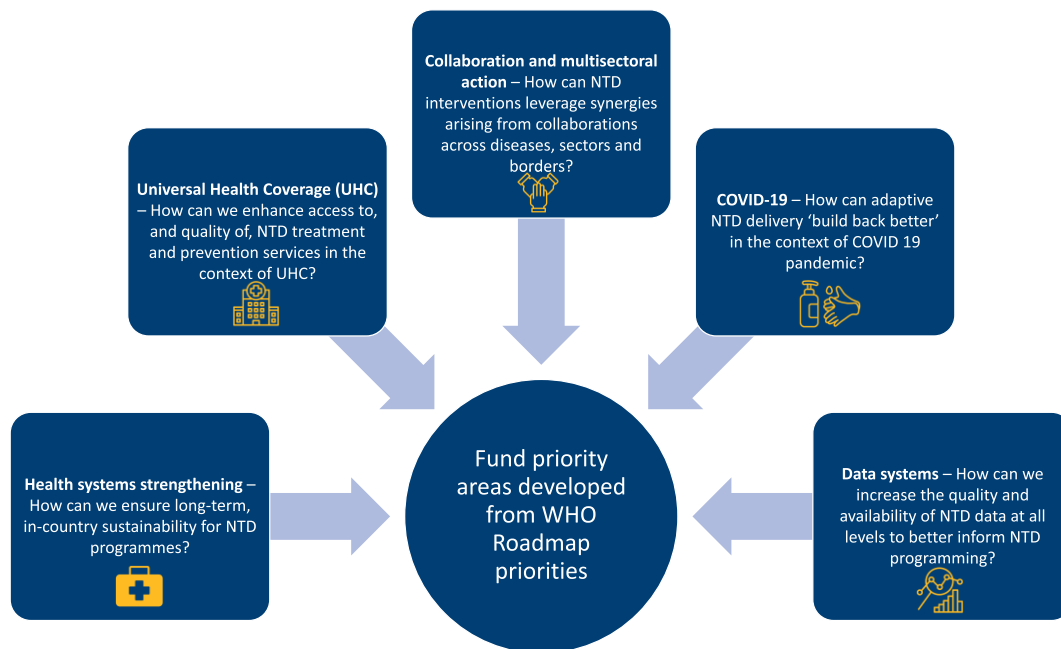 Collaboration and multisectoral
action – How can NTD
interventions leverage synergies
arising from collaborations
across diseases, sectors and
borders?
Universal Health Coverage (UHC)
– How can we enhance access to,
and quality of, NTD treatment
and prevention services in the
context of UHC?
COVID-19 – How can adaptive
NTD delivery ‘build back better’
in the context of COVID 19
pandemic?
Health systems strengthening –
How can we ensure long-term,
in-country sustainability for NTD
programmes?
Fund priority
areas developed
from WHO
Roadmap
priorities
Data systems – How can we
increase the quality and
availability of NTD data at all
levels to better inform NTD
programming?